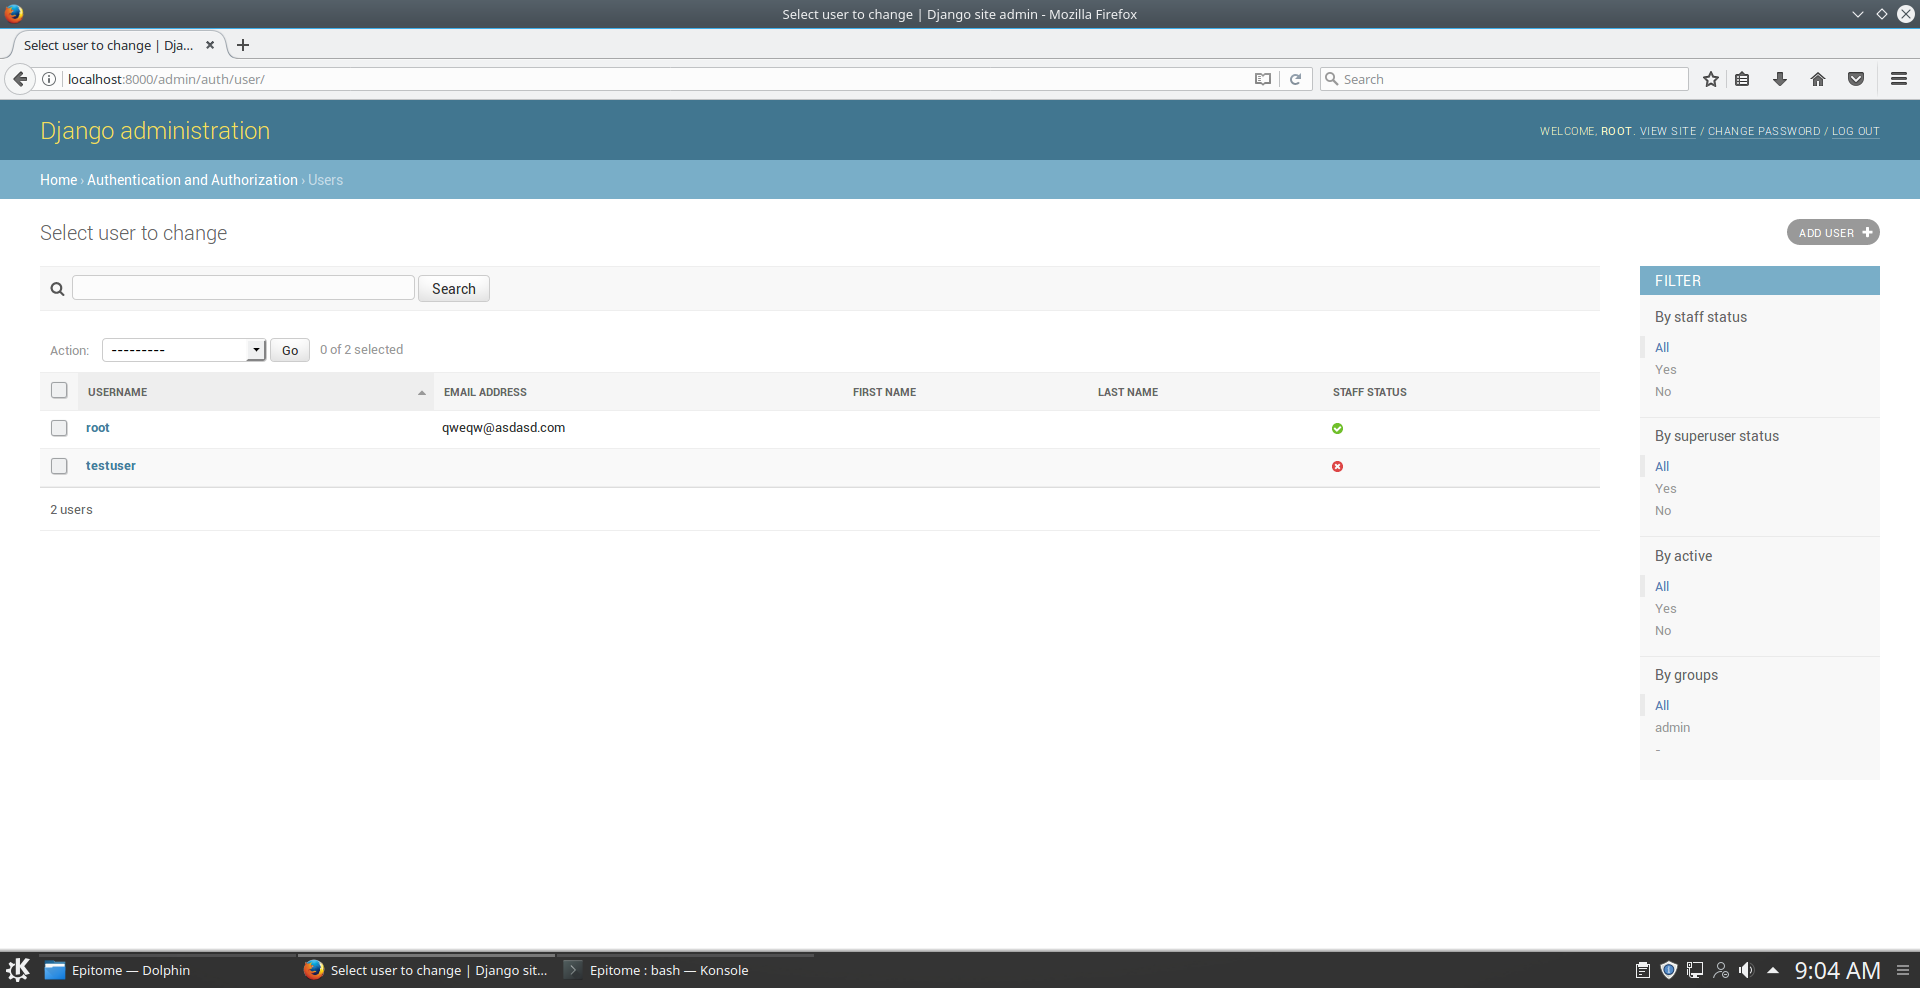 Select user to change | Django site admin - Mozilla Firefox
Select user to change | Dja...
localhost:8000/admin/auth/user/
Search
Django administration
WELCOME, ROOT. VIEW SITE / CHANGE PASSWORD / LOG OUT
Home › Authentication and Authorization › Users
Select user to change
ADD USER
Search
Action:
---------
Go
0 of 2 selected
USERNAME EMAIL ADDRESS FIRST NAME LAST NAME STAFF STATUS
root qweqw@asdasd.com
testuser
2 users
FILTER
By staff status
All
Yes
No
By superuser status
All
Yes
No
By active
All
Yes
No
By groups
All
admin
-
Epitome — Dolphin
Select user to change | Django sit...
Epitome : bash — Konsole
9:04 AM